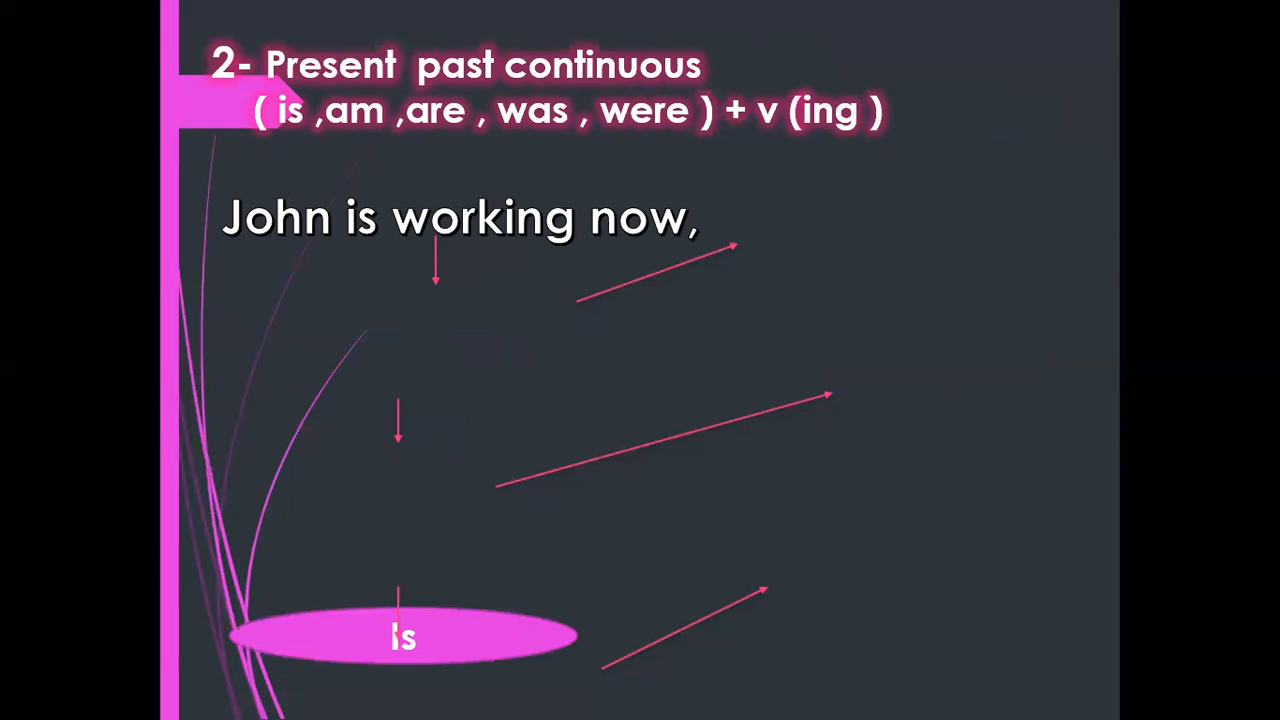 2- Present past continuous
( is ,am ,are , was , were ) + v (ing )
John is working now,
Is